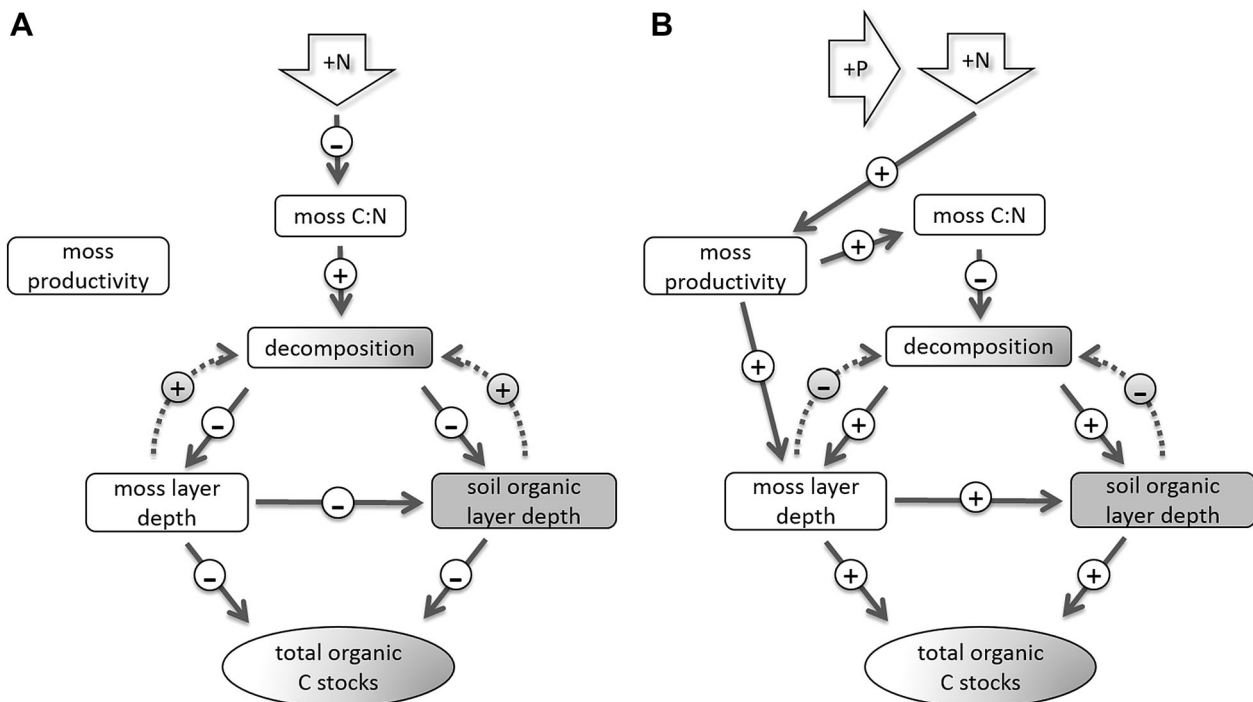 A
+N
−
moss C:N
moss
productivity
+
decomposition
+
+
−
−
moss layer
depth
−
soil organic
layer depth
−
−
total organic
C stocks
B
+P
+N
+
moss C:N
moss
productivity
+
−
decomposition
+
−
−
+
+
moss layer
depth
+
soil organic
layer depth
+
+
total organic
C stocks